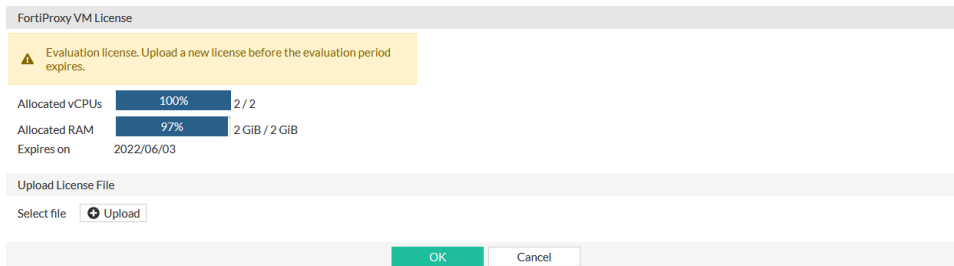 FortiProxy VM License
Evaluation license. Upload a new license before the evaluation period
expires.
Allocated vCPUs 100% 2 / 2
Allocated RAM 97% 2 GiB / 2 GiB
Expires on 2022/06/03
Upload License File
Select file Upload
OK Cancel